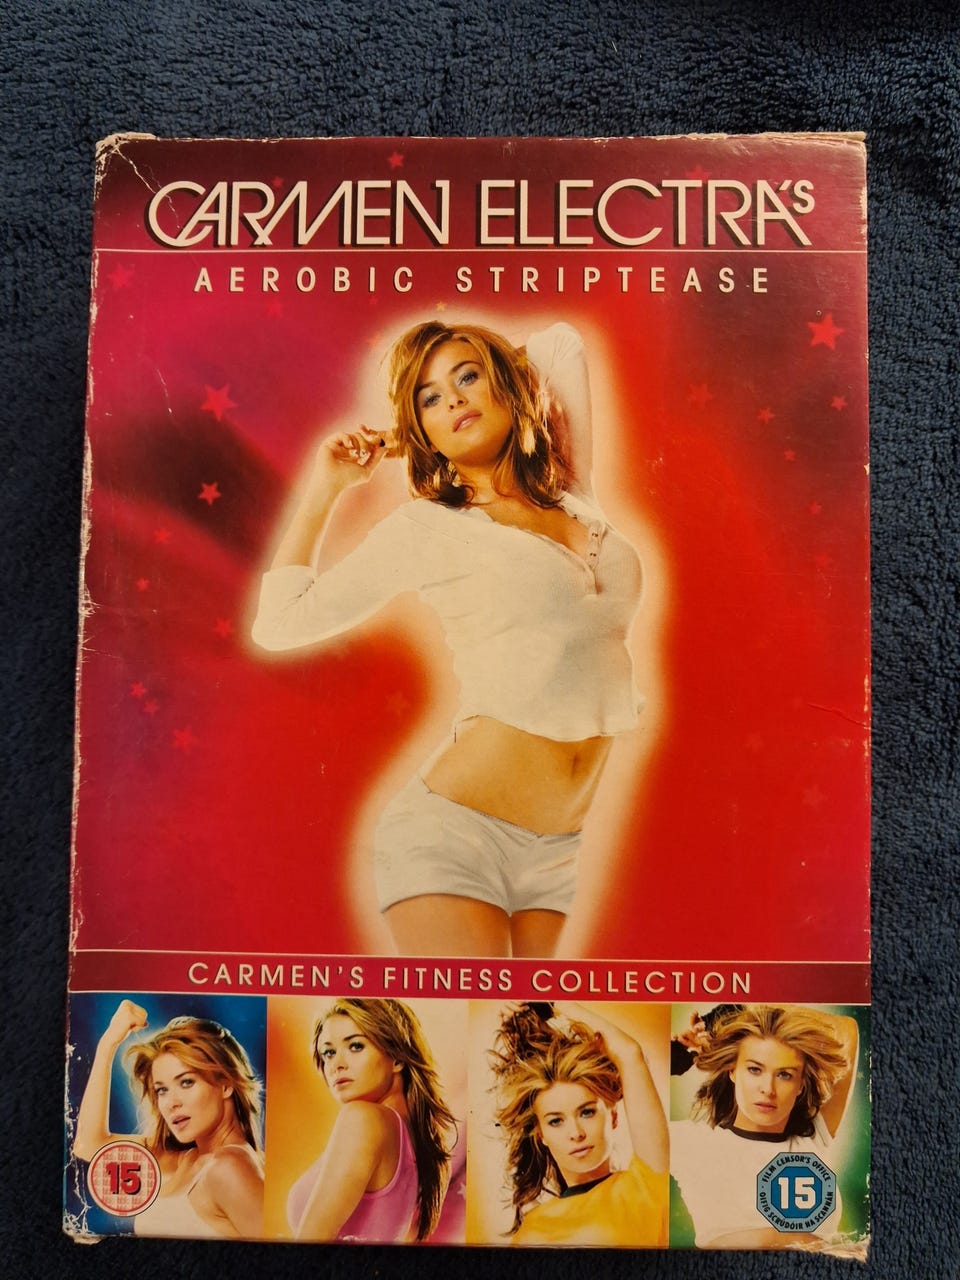 CARMEN ELECTRA'S
AEROBIC STRIPTEASE
CARMEN'S FITNESS COLLECTION
15
FILM CENSOR'S OFFICE
15
OIFIG SCRÚDÓIR NA SCANNÁN